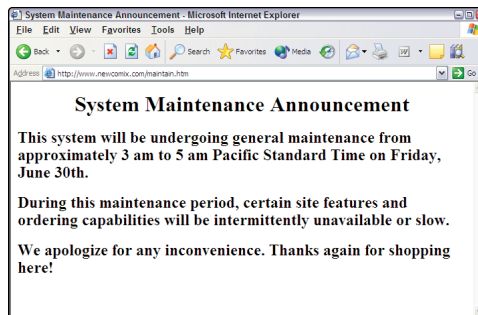 System Maintenance Announcement - Microsoft Internet Explorer
File Edit View Favorites Tools Help
Back Search Favorites Media W
Address http://www.newcomix.com/maintain.htm Go
System Maintenance Announcement
This system will be undergoing general maintenance from
approximately 3 am to 5 am Pacific Standard Time on Friday,
June 30th.
During this maintenance period, certain site features and
ordering capabilities will be intermittently unavailable or slow.
We apologize for any inconvenience. Thanks again for shopping
here!